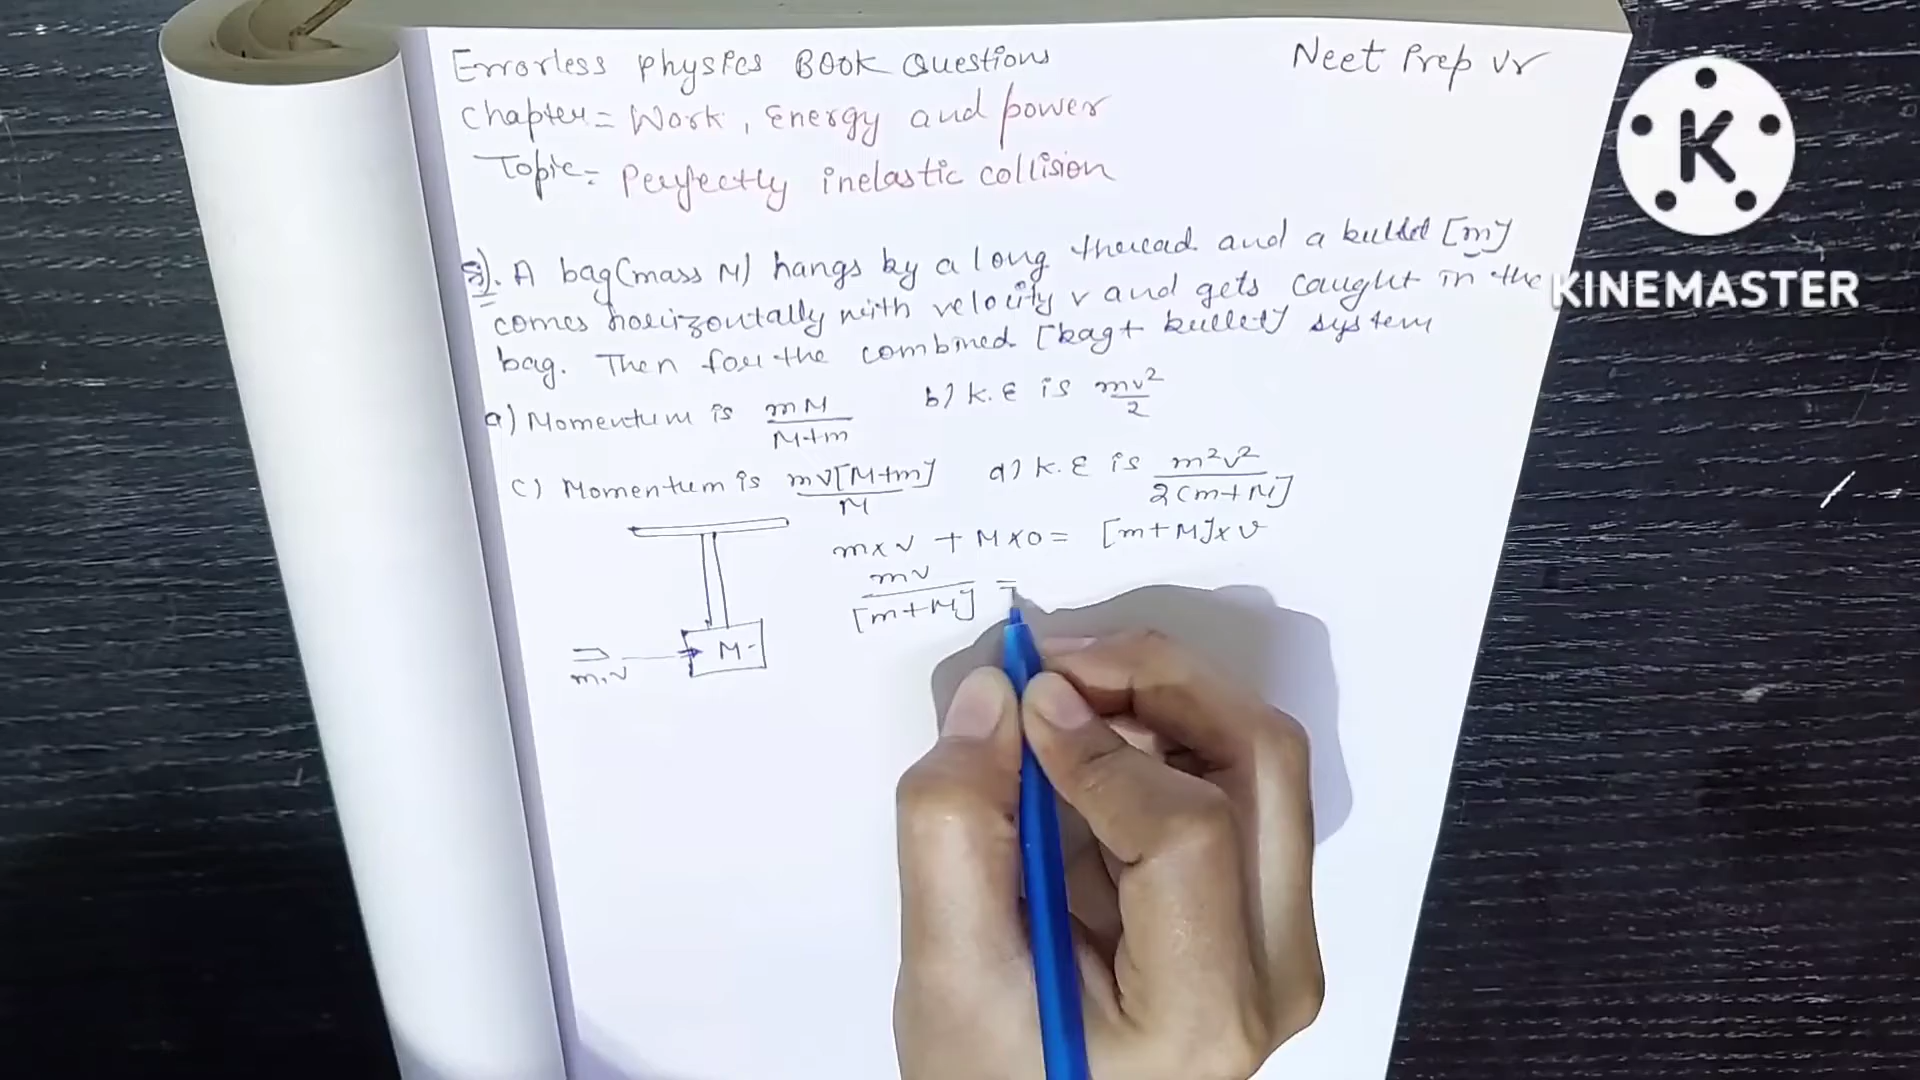 Errorless physics BOOK Questions
Neet Prep Vr
Chapter = Work, Energy and power
Topic = Perfectly inelastic collision
Q). A bag (mass M) hangs by a long thread and a bullet [m]
comes horizontally with velocity v and gets caught in the
bag. Then for the combined [bag + bullet] system
a) Momentum is mM/M+m
b) K.E is mv²/2
c) Momentum is mv[M+m]/M
d) K.E is m²v²/2(m+M]
m×v + M×0 = [m+M]×v
mv/[m+M] =
M
m,v
K
KINEMASTER